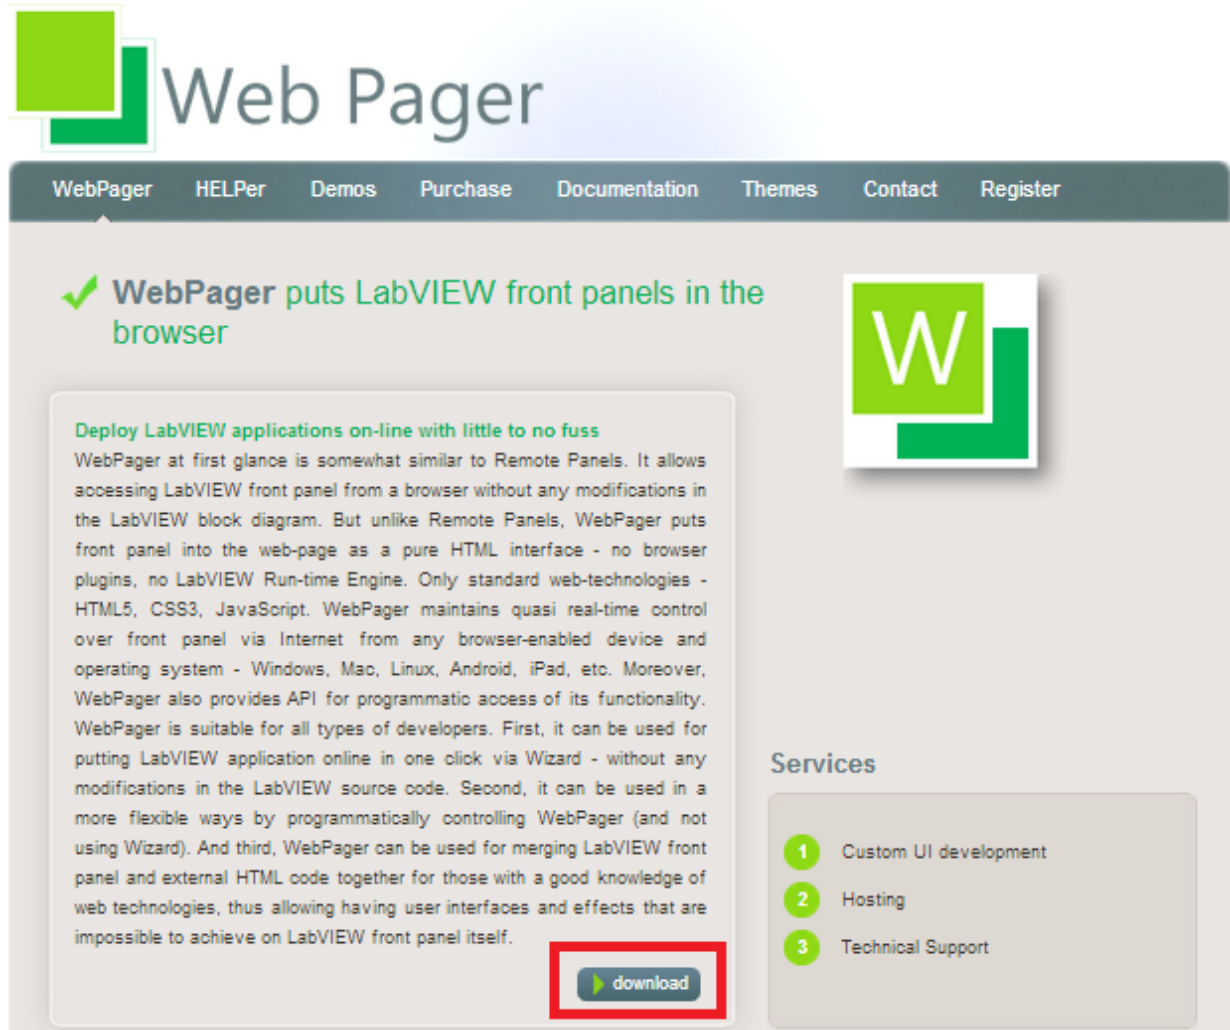 Web Pager
WebPager HELPer Demos Purchase Documentation Themes Contact Register
WebPager puts LabVIEW front panels in the
browser
W
Deploy LabVIEW applications on-line with little to no fuss
WebPager at first glance is somewhat similar to Remote Panels. It allows
accessing LabVIEW front panel from a browser without any modifications in
the LabVIEW block diagram. But unlike Remote Panels, WebPager puts
front panel into the web-page as a pure HTML interface - no browser
plugins, no LabVIEW Run-time Engine. Only standard web-technologies -
HTML5, CSS3, JavaScript. WebPager maintains quasi real-time control
over front panel via Internet from any browser-enabled device and
operating system - Windows, Mac, Linux, Android, iPad, etc. Moreover,
WebPager also provides API for programmatic access of its functionality.
WebPager is suitable for all types of developers. First, it can be used for
putting LabVIEW application online in one click via Wizard - without any
modifications in the LabVIEW source code. Second, it can be used in a
more flexible ways by programmatically controlling WebPager (and not
using Wizard). And third, WebPager can be used for merging LabVIEW front
panel and external HTML code together for those with a good knowledge of
web technologies, thus allowing having user interfaces and effects that are
impossible to achieve on LabVIEW front panel itself.
download
Services
1 Custom UI development
2 Hosting
3 Technical Support